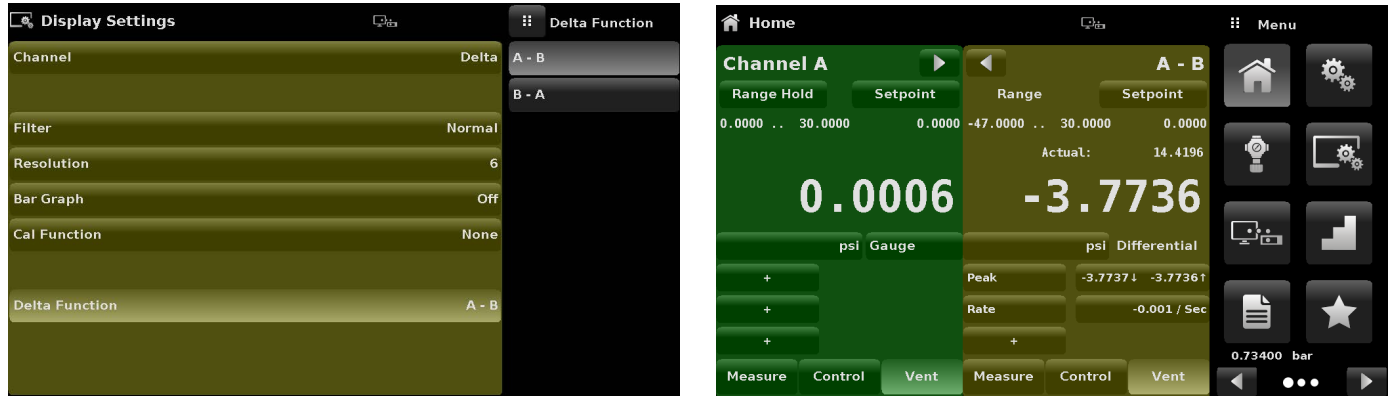 Display Settings
Delta Function
Channel Delta
A - B
B - A
Filter Normal
Resolution 6
Bar Graph Off
Cal Function None
Delta Function A - B
Home
Menu
Channel A
A - B
Range Hold Setpoint
Range Setpoint
0.0000 .. 30.0000 0.0000
-47.0000 .. 30.0000 0.0000
Actual: 14.4196
0.0006
-3.7736
psi Gauge
psi Differential
+
Peak -3.7737↓ -3.7736↑
+
Rate -0.001 / Sec
+
+
Measure Control Vent
Measure Control Vent
0.73400 bar